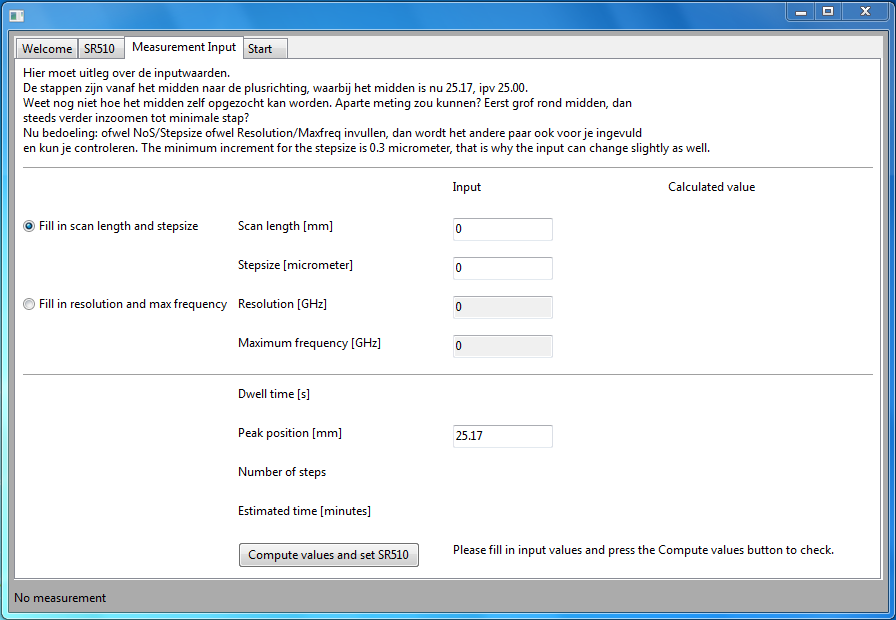 Welcome SR510 Measurement Input Start
Hier moet uitleg over de inputwaarden.
De stappen zijn vanaf het midden naar de plusrichting, waarbij het midden is nu 25.17, ipv 25.00.
Weet nog niet hoe het midden zelf opgezocht kan worden. Aparte meting zou kunnen? Eerst grof rond midden, dan
steeds verder inzoomen tot minimale stap?
Nu bedoeling: ofwel NoS/Stepsize ofwel Resolution/Maxfreq invullen, dan wordt het andere paar ook voor je ingevuld
en kun je controleren. The minimum increment for the stepsize is 0.3 micrometer, that is why the input can change slightly as well.
Input Calculated value
Fill in scan length and stepsize Scan length [mm] 0
Stepsize [micrometer] 0
Fill in resolution and max frequency Resolution [GHz] 0
Maximum frequency [GHz] 0
Dwell time [s]
Peak position [mm] 25.17
Number of steps
Estimated time [minutes]
Compute values and set SR510 Please fill in input values and press the Compute values button to check.
No measurement